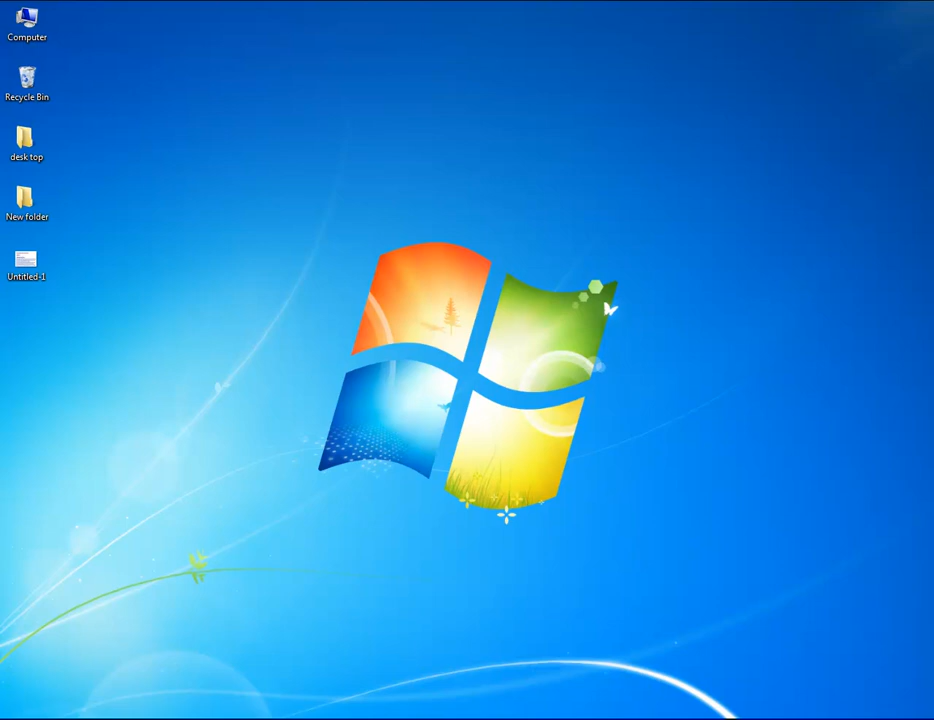 Computer
Recycle Bin
desk top
New folder
Untitled-1